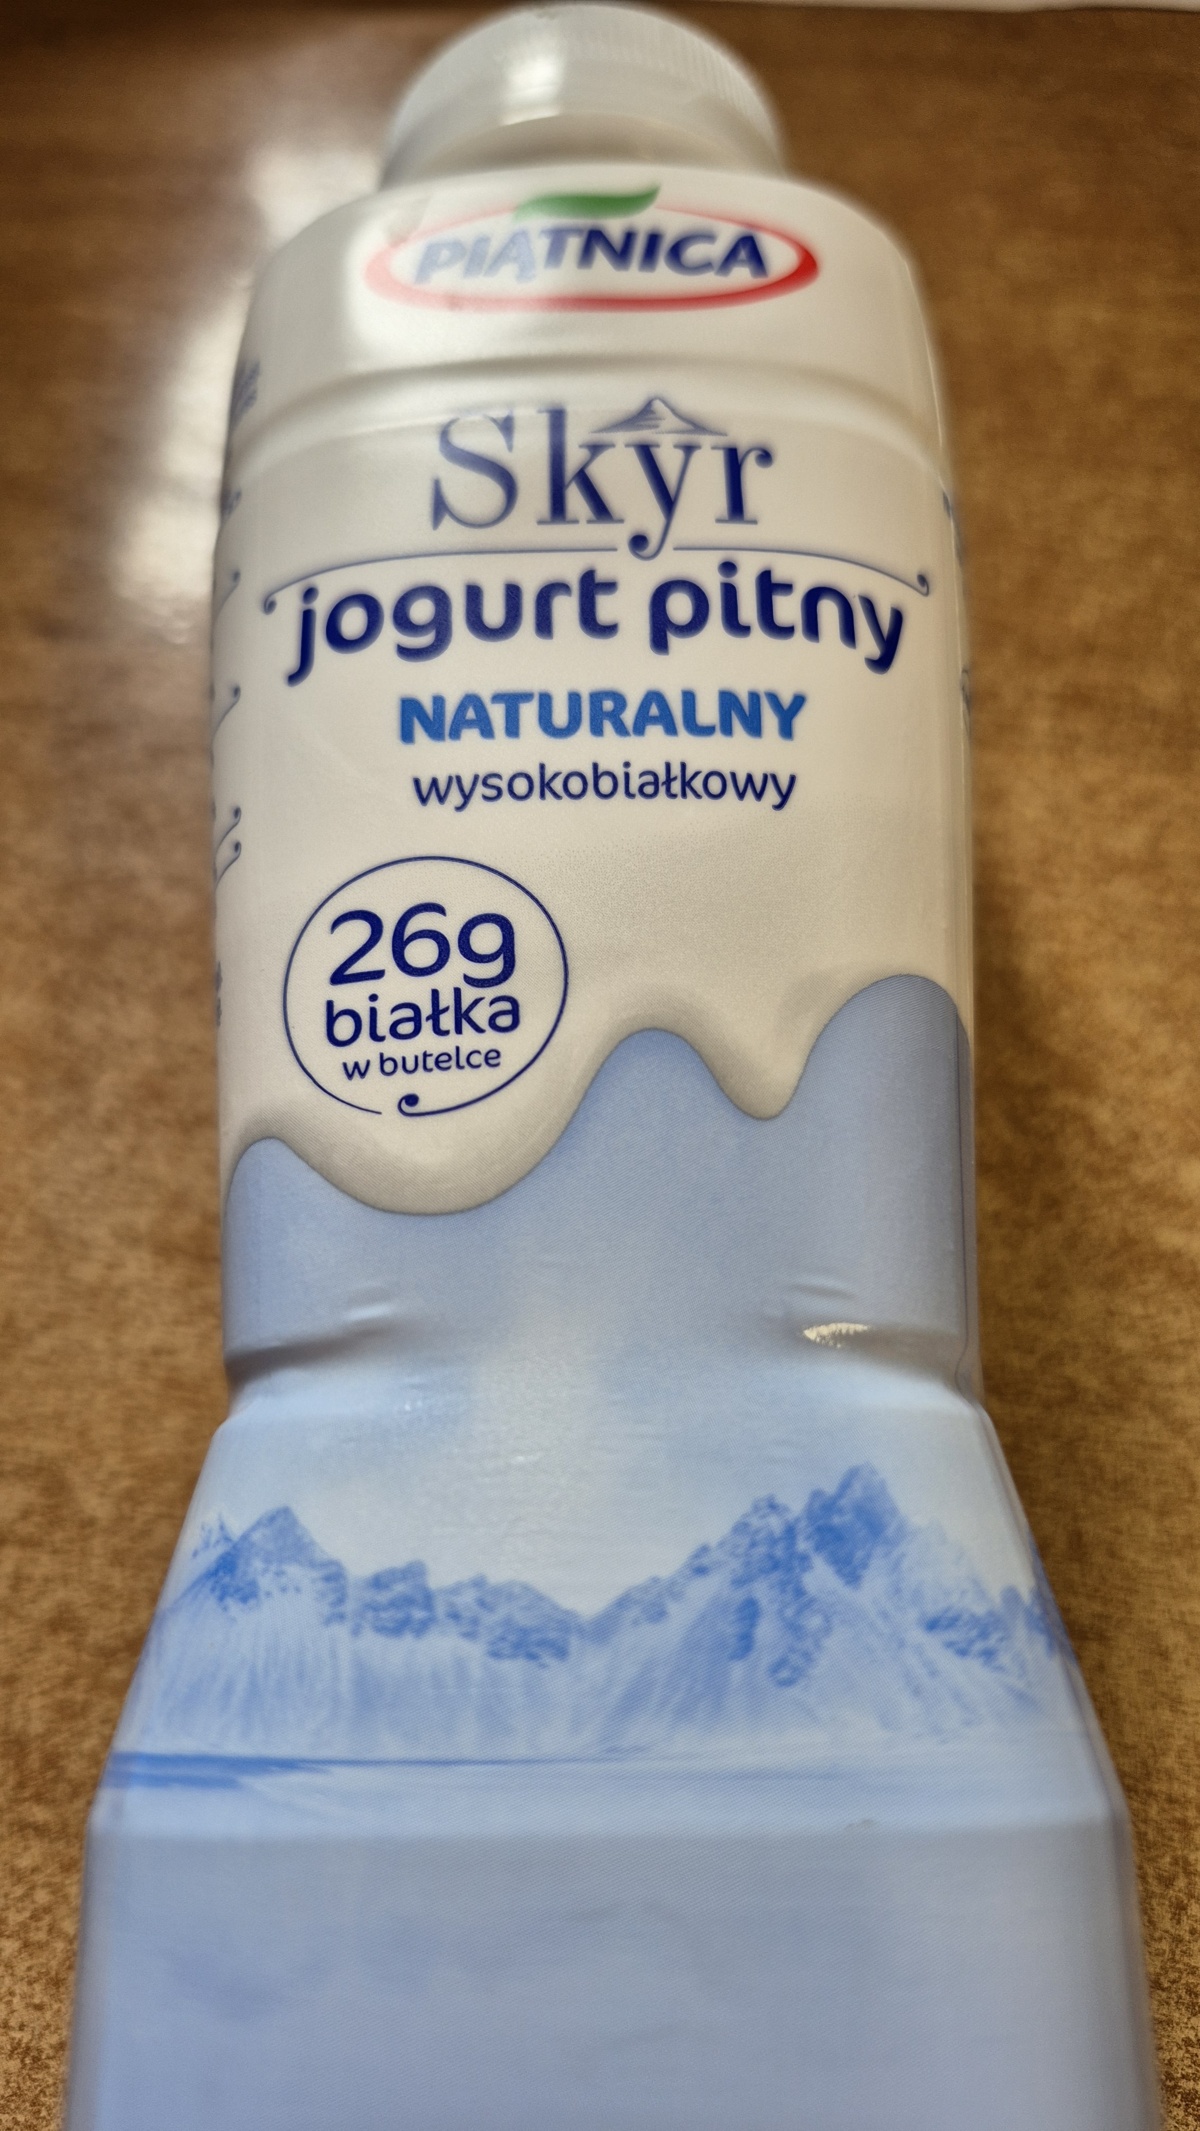 PIĄTNICA
Skyr
jogurt pitny
NATURALNY
wysokobiałkowy
26g
białka
w butelce